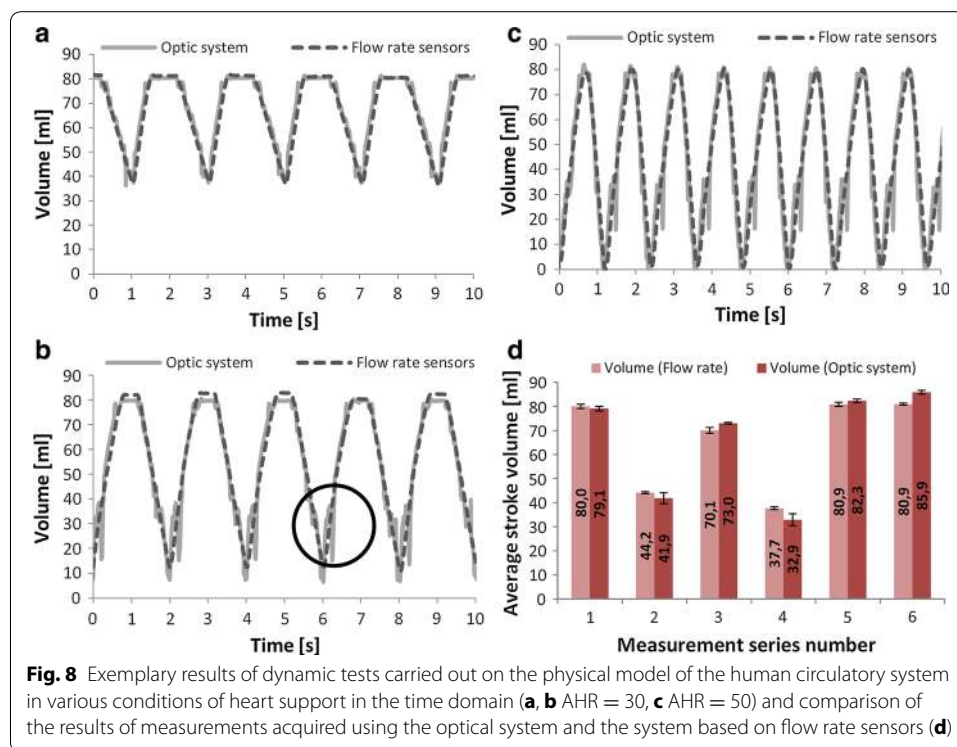 a
Optic system Flow rate sensors
Volume [ml]
90
80
70
60
50
40
30
20
10
0
0 1 2 3 4 5 6 7 8 9 10
Time [s]
c
Optic system Flow rate sensors
Volume [ml]
90
80
70
60
50
40
30
20
10
0
0 1 2 3 4 5 6 7 8 9 10
Time [s]
b
Optic system Flow rate sensors
Volume [ml]
90
80
70
60
50
40
30
20
10
0
0 1 2 3 4 5 6 7 8 9 10
Time [s]
d
Volume (Flow rate) Volume (Optic system)
Average stroke volume [ml]
90
80
70
60
50
40
30
20
10
0
80,0 79,1 44,2 41,9 70,1 73,0 37,7 32,9 80,9 82,3 80,9 85,9
1 2 3 4 5 6
Measurement series number
Fig. 8 Exemplary results of dynamic tests carried out on the physical model of the human circulatory system
in various conditions of heart support in the time domain (a, b AHR = 30, c AHR = 50) and comparison of
the results of measurements acquired using the optical system and the system based on flow rate sensors (d)